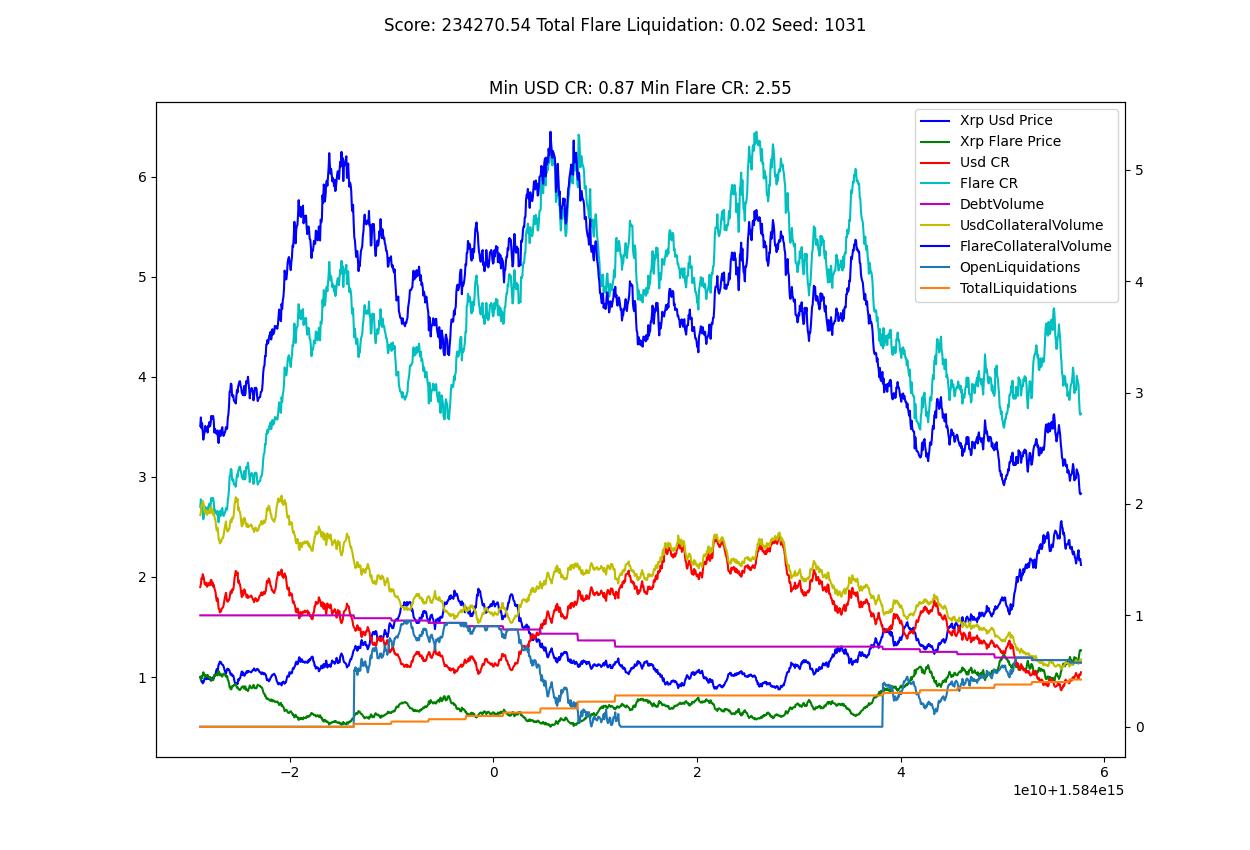 Score: 234270.54 Total Flare Liquidation: 0.02 Seed: 1031
Min USD CR: 0.87 Min Flare CR: 2.55
Xrp Usd Price
Xrp Flare Price
Usd CR
Flare CR
DebtVolume
UsdCollateralVolume
FlareCollateralVolume
OpenLiquidations
TotalLiquidations
6
5
4
3
2
1
5
4
3
2
1
0
−2
0
2
4
6
1e10+1.584e15